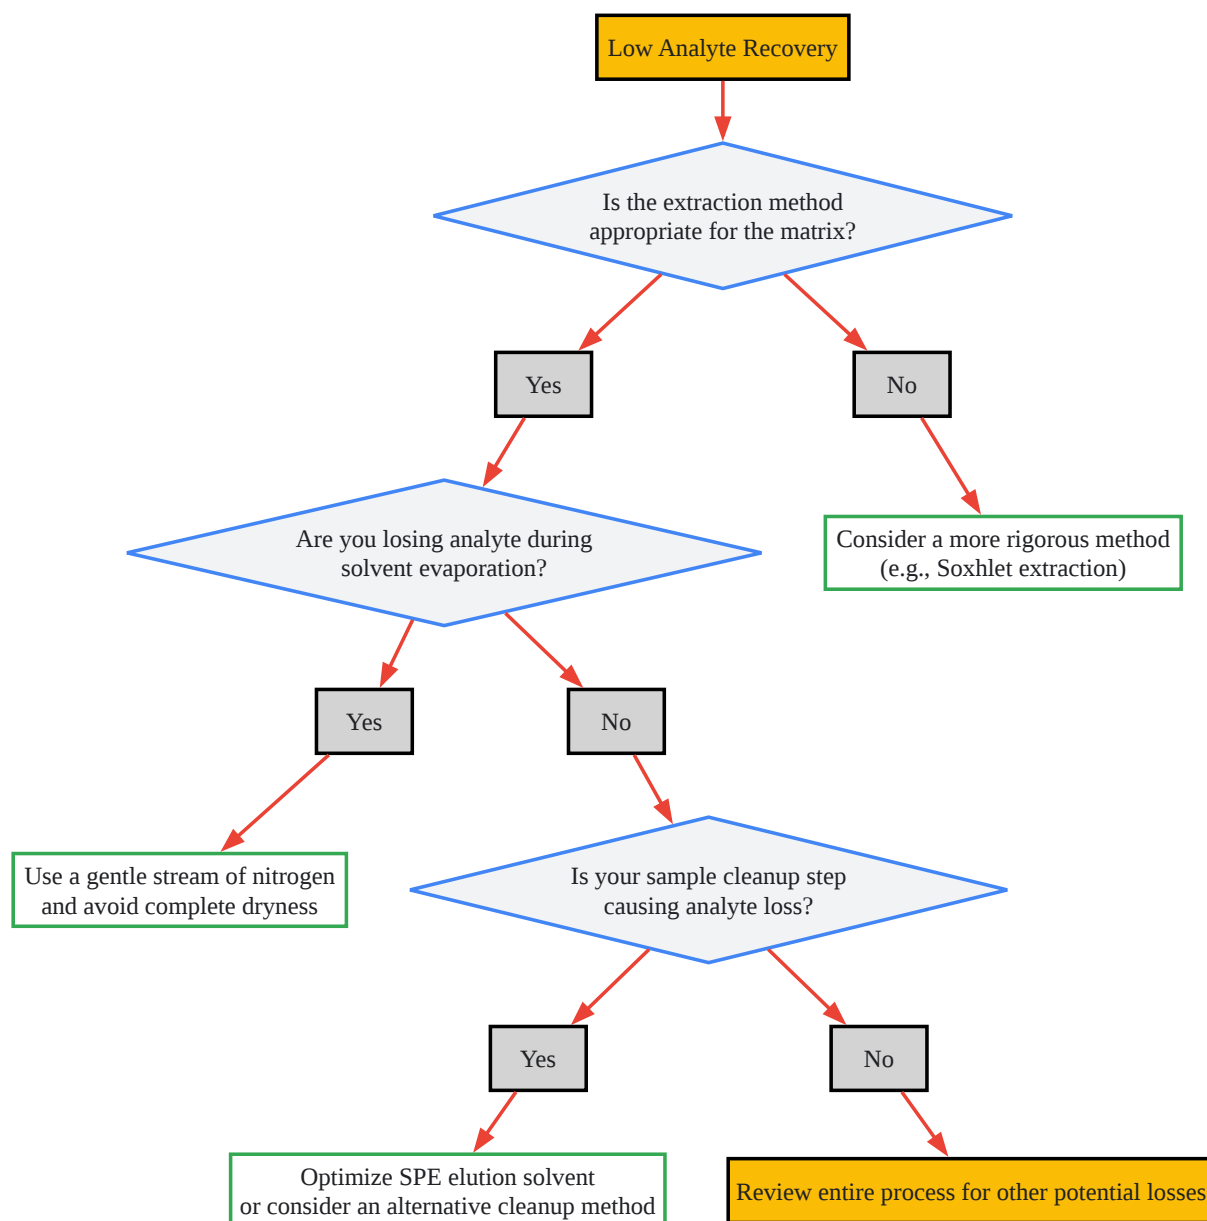 Low Analyte Recovery
Is the extraction method
appropriate for the matrix?
Yes
No
Are you losing analyte during
solvent evaporation?
Consider a more rigorous method
(e.g., Soxhlet extraction)
Yes
No
Use a gentle stream of nitrogen
and avoid complete dryness
Is your sample cleanup step
causing analyte loss?
Yes
No
Optimize SPE elution solvent
or consider an alternative cleanup method
Review entire process for other potential losses